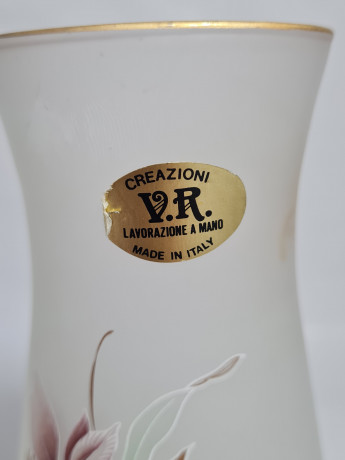 CREAZIONI
V.R.
LAVORAZIONE A MANO
MADE IN ITALY